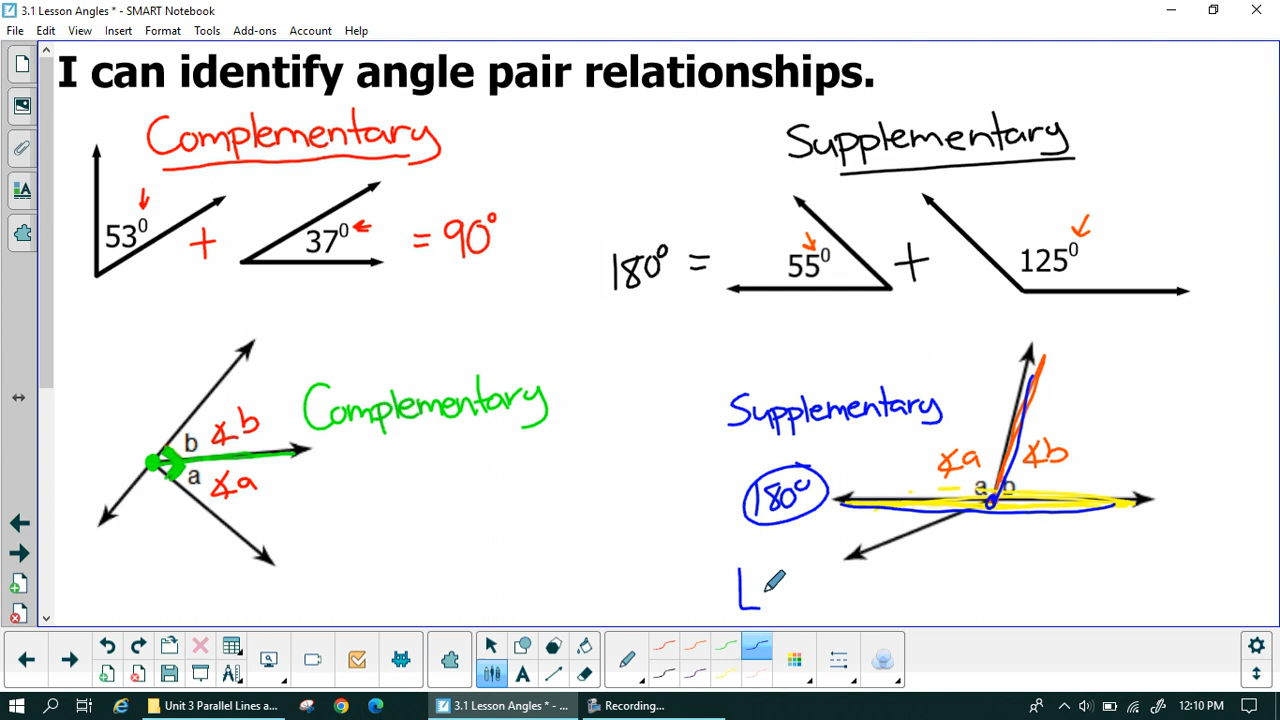 3.1 Lesson Angles * - SMART Notebook
File Edit View Insert Format Tools Add-ons Account Help
I can identify angle pair relationships.
Complementary
Supplementary
53⁰ + 37⁰ = 90°
180° = 55⁰ + 125⁰
Complementary
b ∡b
a ∡a
Supplementary
∡a ∡b
a b
180°
L
A
Unit 3 Parallel Lines a...
3.1 Lesson Angles * - ...
Recording...
12:10 PM